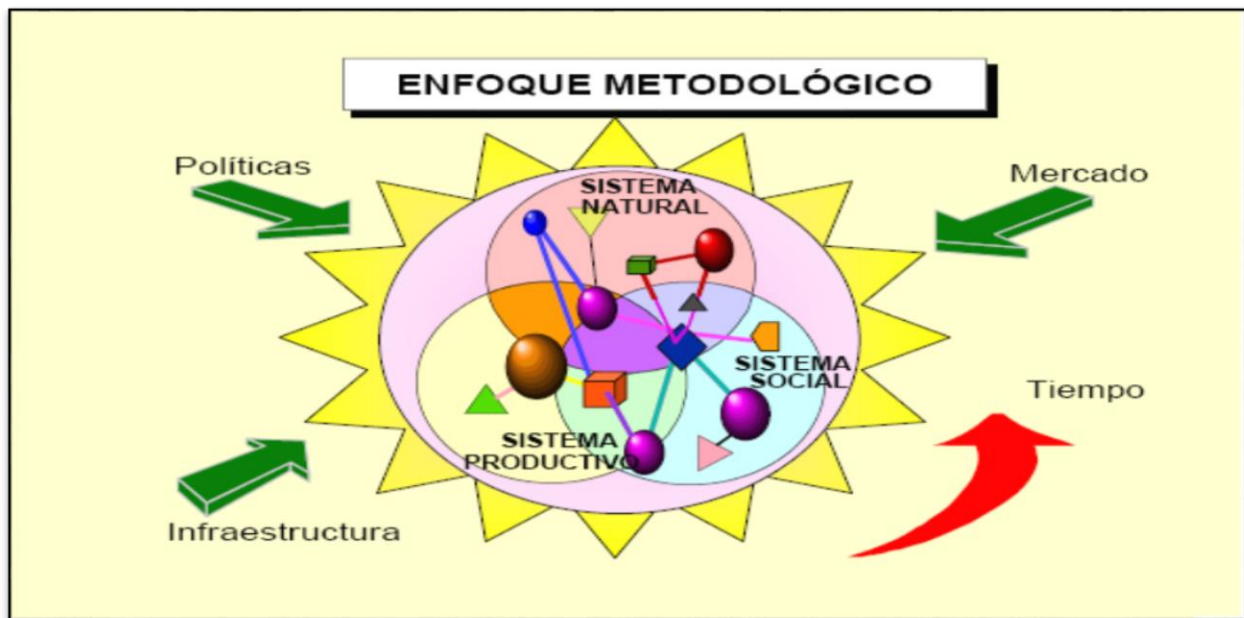 ENFOQUE METODOLÓGICO
Políticas
Mercado
SISTEMA
NATURAL
SISTEMA
SOCIAL
Tiempo
SISTEMA
PRODUCTIVO
Infraestructura